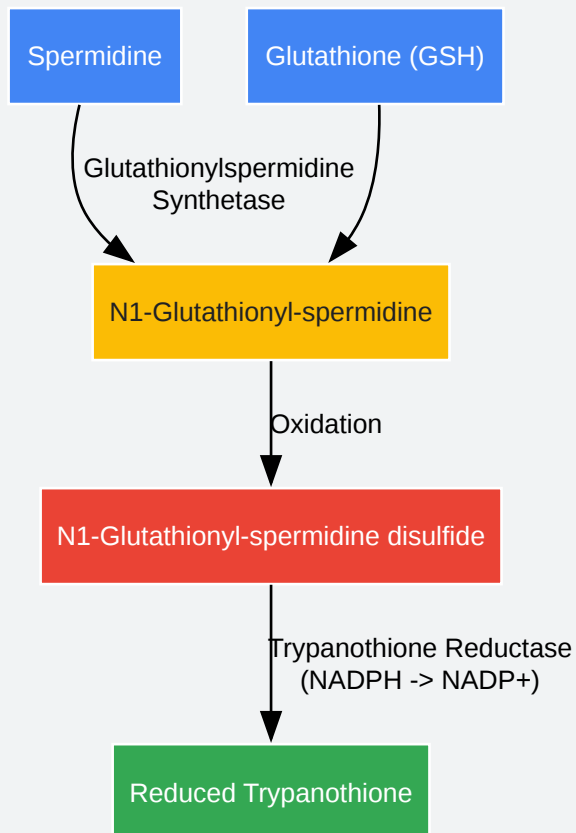 Spermidine
Glutathione (GSH)
Glutathionylspermidine
Synthetase
N1-Glutathionyl-spermidine
Oxidation
N1-Glutathionyl-spermidine disulfide
Trypanothione Reductase
(NADPH -> NADP+)
Reduced Trypanothione